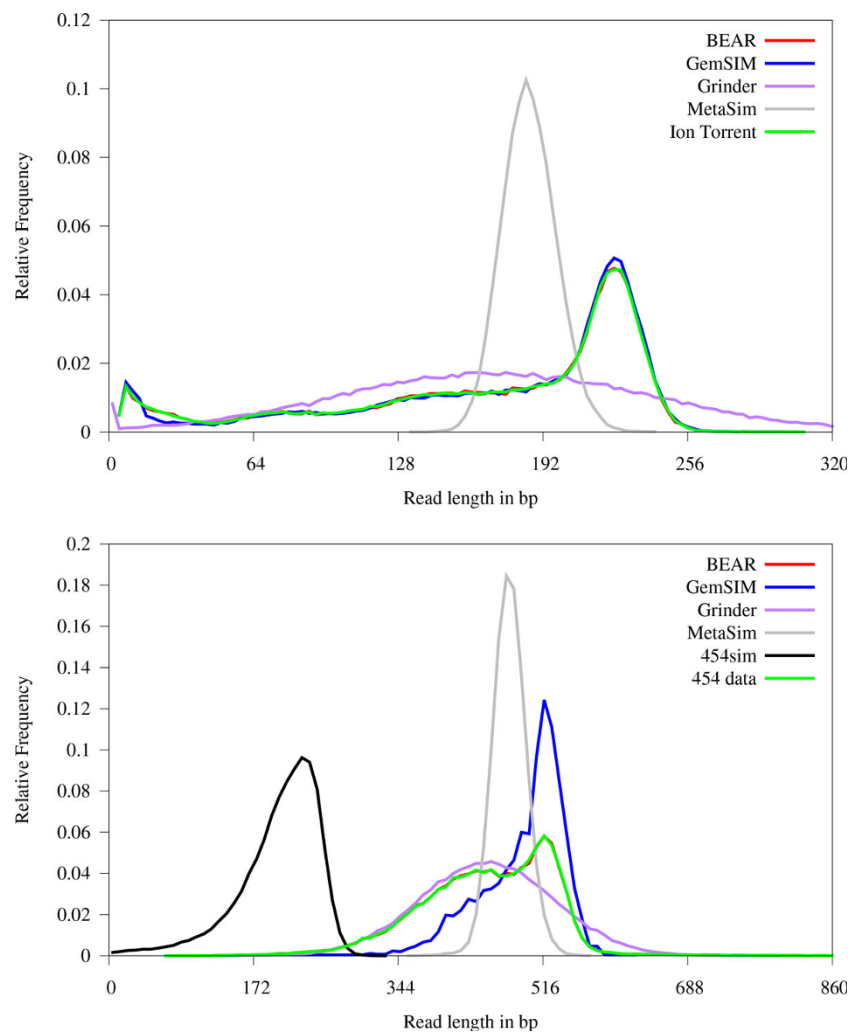 0.12
0.1
0.08
0.06
0.04
0.02
0
Relative Frequency
BEAR
GemSIM
Grinder
MetaSim
Ion Torrent
0 64 128 192 256 320
Read length in bp
0.2
0.18
0.16
0.14
0.12
0.1
0.08
0.06
0.04
0.02
0
Relative Frequency
BEAR
GemSIM
Grinder
MetaSim
454sim
454 data
0 172 344 516 688 860
Read length in bp